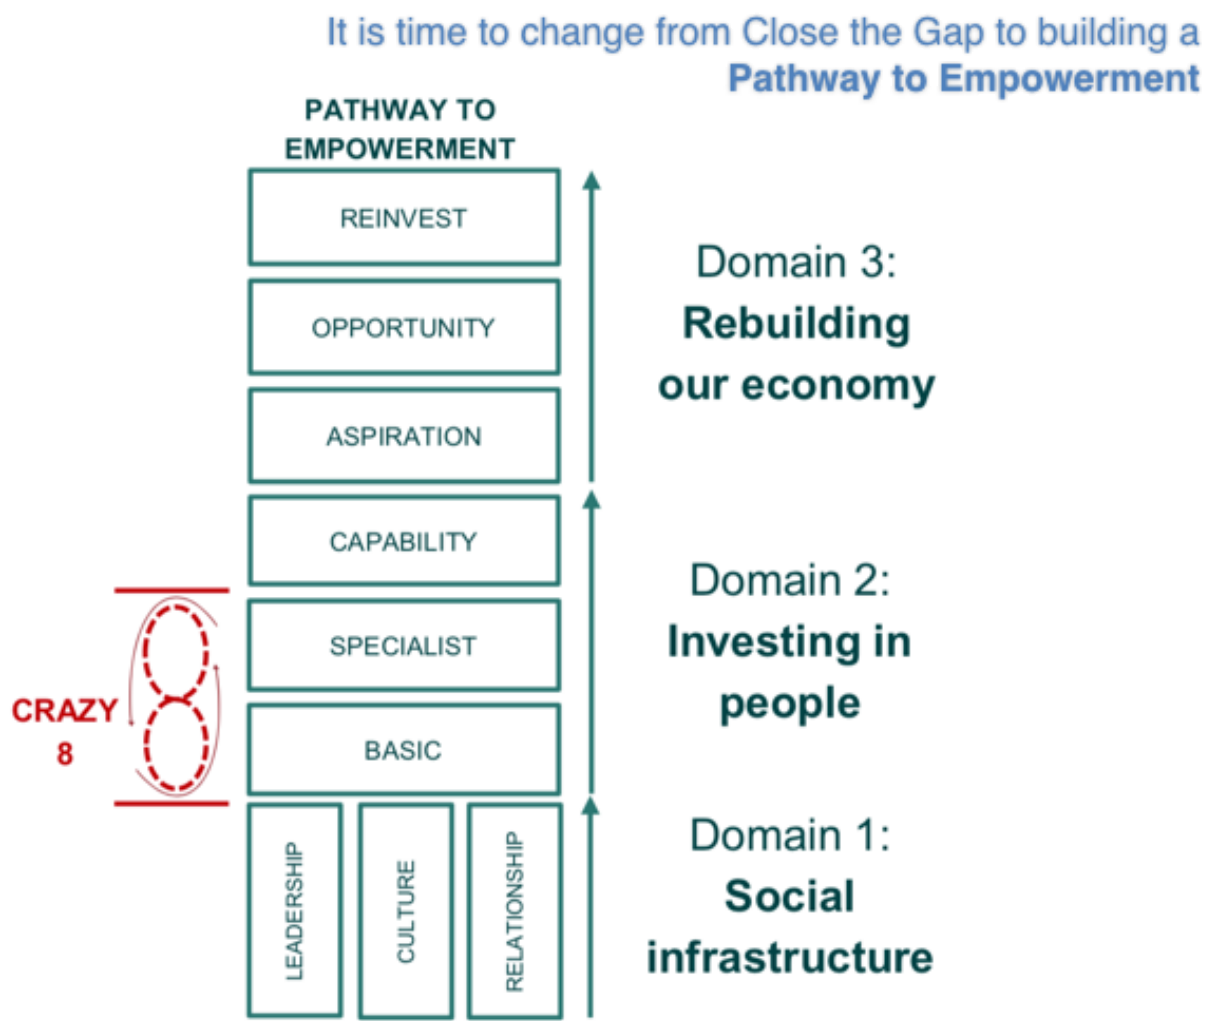 It is time to change from Close the Gap to building a
Pathway to Empowerment
PATHWAY TO
EMPOWERMENT
REINVEST
OPPORTUNITY
ASPIRATION
CAPABILITY
SPECIALIST
BASIC
LEADERSHIP
CULTURE
RELATIONSHIP
CRAZY
8
Domain 3:
Rebuilding
our economy
Domain 2:
Investing in
people
Domain 1:
Social
infrastructure